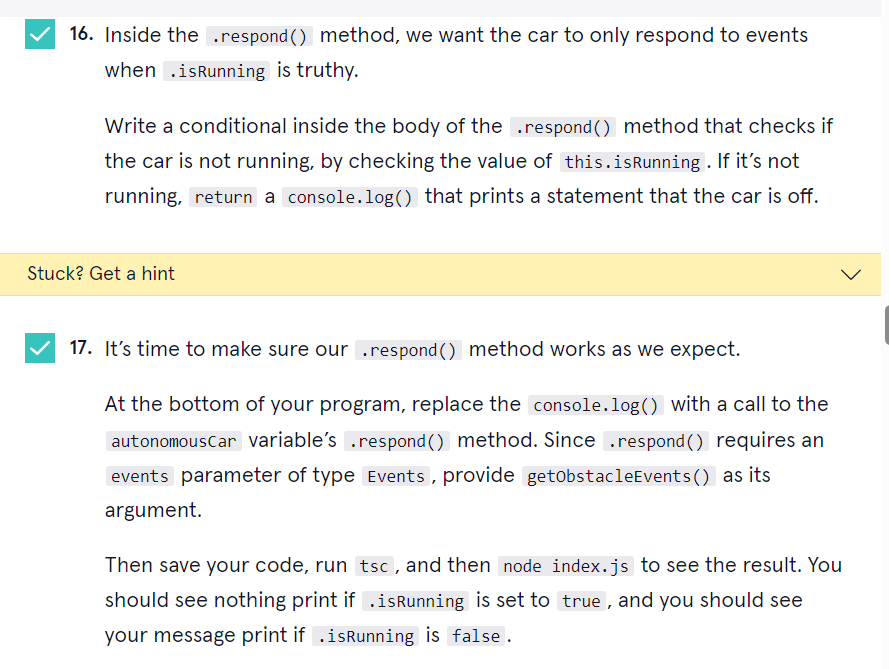 16. Inside the .respond() method, we want the car to only respond to events
when .isRunning is truthy.
Write a conditional inside the body of the .respond() method that checks if
the car is not running, by checking the value of this.isRunning. If it’s not
running, return a console.log() that prints a statement that the car is off.
Stuck? Get a hint
17. It’s time to make sure our .respond() method works as we expect.
At the bottom of your program, replace the console.log() with a call to the
autonomousCar variable’s .respond() method. Since .respond() requires an
events parameter of type Events, provide getObstacleEvents() as its
argument.
Then save your code, run tsc, and then node index.js to see the result. You
should see nothing print if .isRunning is set to true, and you should see
your message print if .isRunning is false.